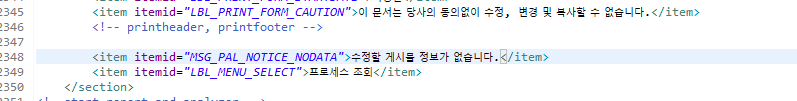 2345 <item itemid="LBL_PRINT_FORM_CAUTION">이 문서는 당사의 동의없이 수정, 변경 및 복사할 수 없습니다.</item>
2346 <!-- printheader, printfooter -->
2347
2348 <item itemid="MSG_PAL_NOTICE_NODATA">수정할 게시물 정보가 없습니다.</item>
2349 <item itemid="LBL_MENU_SELECT">프로세스 조회</item>
2350 </section>